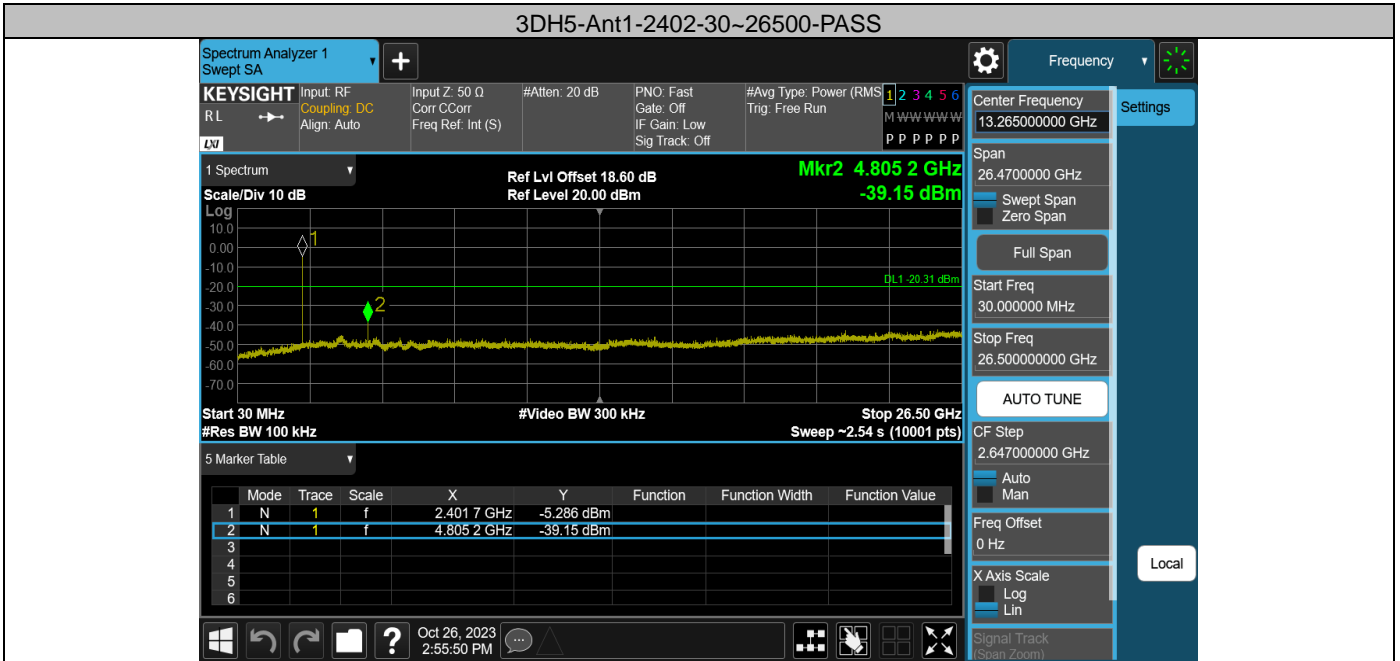 3DH5-Ant1-2402-30~26500-PASS
Spectrum Analyzer 1
Swept SA
+
Frequency
KEYSIGHT
RL
LXI
Input: RF
Coupling: DC
Align: Auto
Input Z: 50 Ω
Corr CCorr
Freq Ref: Int (S)
#Atten: 20 dB
PNO: Fast
Gate: Off
IF Gain: Low
Sig Track: Off
#Avg Type: Power (RMS
Trig: Free Run
1 2 3 4 5 6
M W W W W W
P P P P P P
1 Spectrum
Scale/Div 10 dB
Ref Lvl Offset 18.60 dB
Ref Level 20.00 dBm
Mkr2 4.805 2 GHz
-39.15 dBm
Log
10.0
0.00
-10.0
-20.0
-30.0
-40.0
-50.0
-60.0
-70.0
1
2
DL1 -20.31 dBm
Start 30 MHz
#Video BW 300 kHz
Stop 26.50 GHz
#Res BW 100 kHz
Sweep ~2.54 s (10001 pts)
5 Marker Table
Mode Trace Scale X Y Function Function Width Function Value
1 N 1 f 2.401 7 GHz -5.286 dBm
2 N 1 f 4.805 2 GHz -39.15 dBm
3
4
5
6
?
Oct 26, 2023
2:55:50 PM
Center Frequency
13.265000000 GHz
Settings
Span
26.4700000 GHz
Swept Span
Zero Span
Full Span
Start Freq
30.000000 MHz
Stop Freq
26.500000000 GHz
AUTO TUNE
CF Step
2.647000000 GHz
Auto
Man
Freq Offset
0 Hz
X Axis Scale
Log
Lin
Signal Track
(Span Zoom)
Local